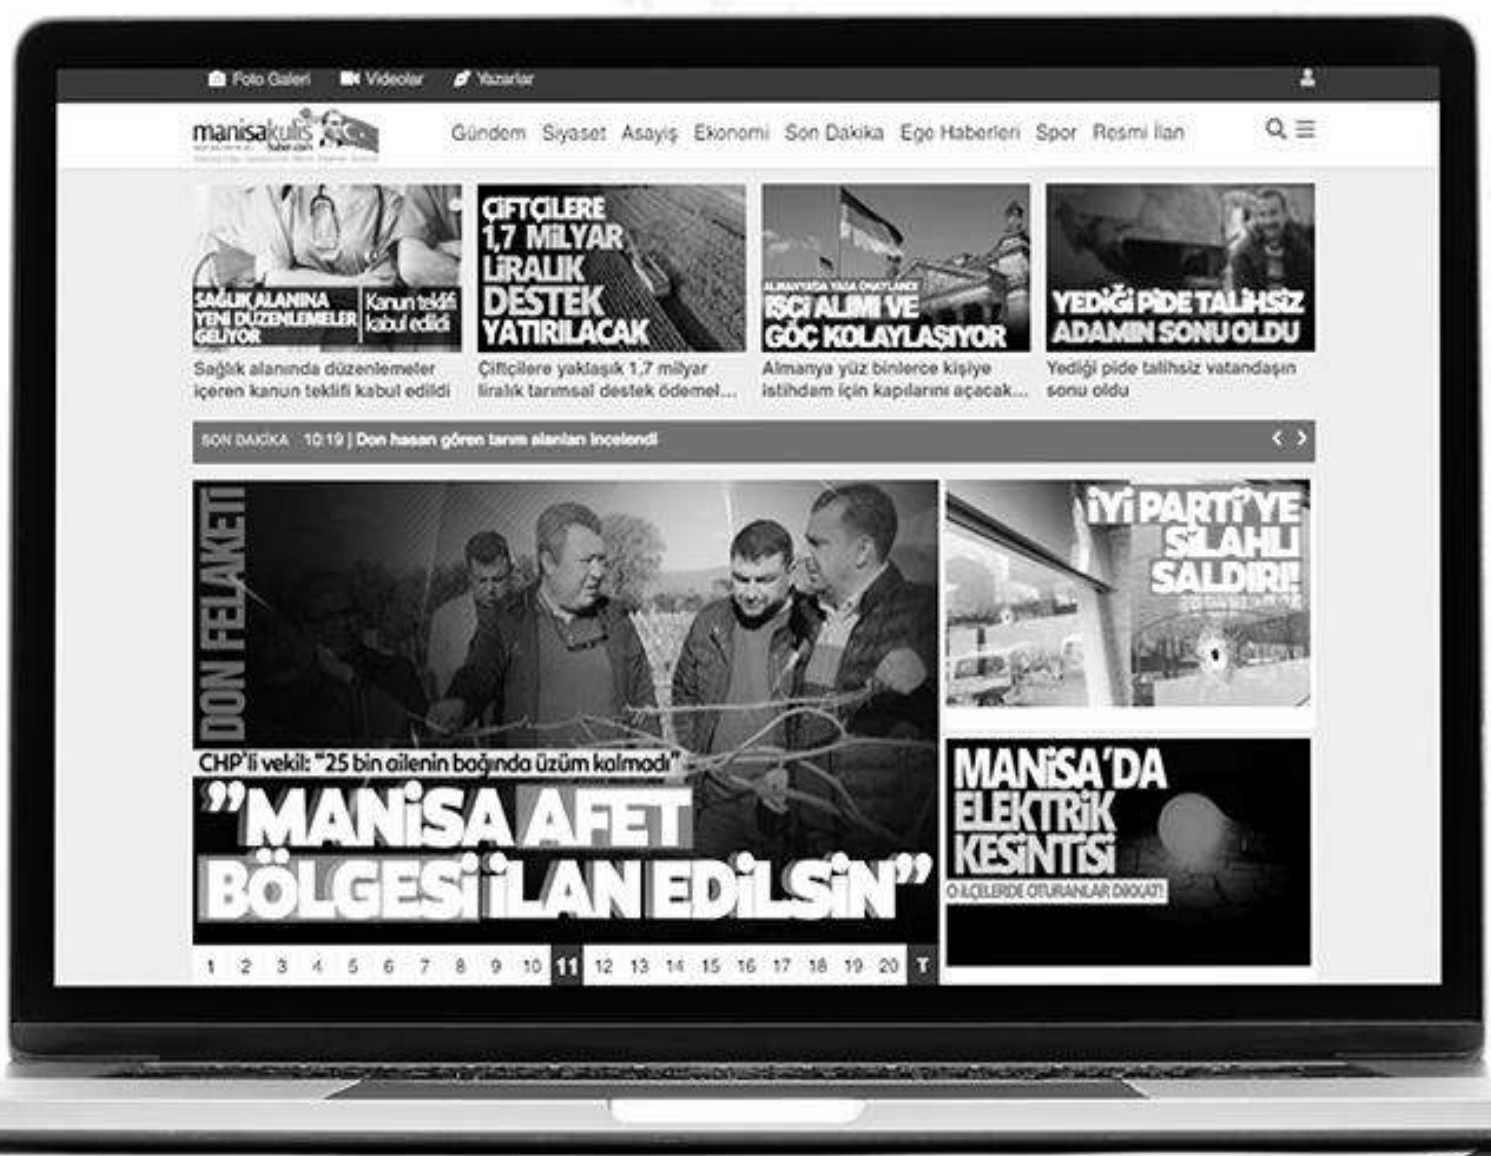 Foto Galeri Videolar Yazarlar
manisakulis
haber.com
Gündem Siyaset Asayiş Ekonomi Son Dakika Ege Haberleri Spor Resmi İlan
SAĞLIK ALANINA
YENİ DÜZENLEMELER
GELİYOR
Kanun teklifi
kabul edildi
Sağlık alanında düzenlemeler
içeren kanun teklifi kabul edildi
ÇİFTÇİLERE
1,7 MİLYAR
LİRALIK
DESTEK
YATIRILACAK
Çiftçilere yaklaşık 1,7 milyar
liralık tarımsal destek ödemel...
ALMANYA'DA YASA ONAYLANDI
İŞÇİ ALIMI VE
GÖÇ KOLAYLAŞIYOR
Almanya yüz binlerce kişiye
istihdam için kapılarını açacak...
YEDİĞİ PİDE TALİHSİZ
ADAMIN SONU OLDU
Yediği pide talihsiz vatandaşın
sonu oldu
SON DAKİKA 10:19 | Don hasarı gören tarım alanları incelendi
DON FELAKETİ
CHP'li vekil: "25 bin ailenin bağında üzüm kalmadı"
"MANİSA AFET
BÖLGESİ İLAN EDİLSİN"
1 2 3 4 5 6 7 8 9 10 11 12 13 14 15 16 17 18 19 20 T
İYİ PARTİ'YE
SİLAHLI
SALDIRI!
MANİSA'DA
ELEKTRİK
KESİNTİSİ
O İLÇELERDE OTURANLAR DİKKAT!